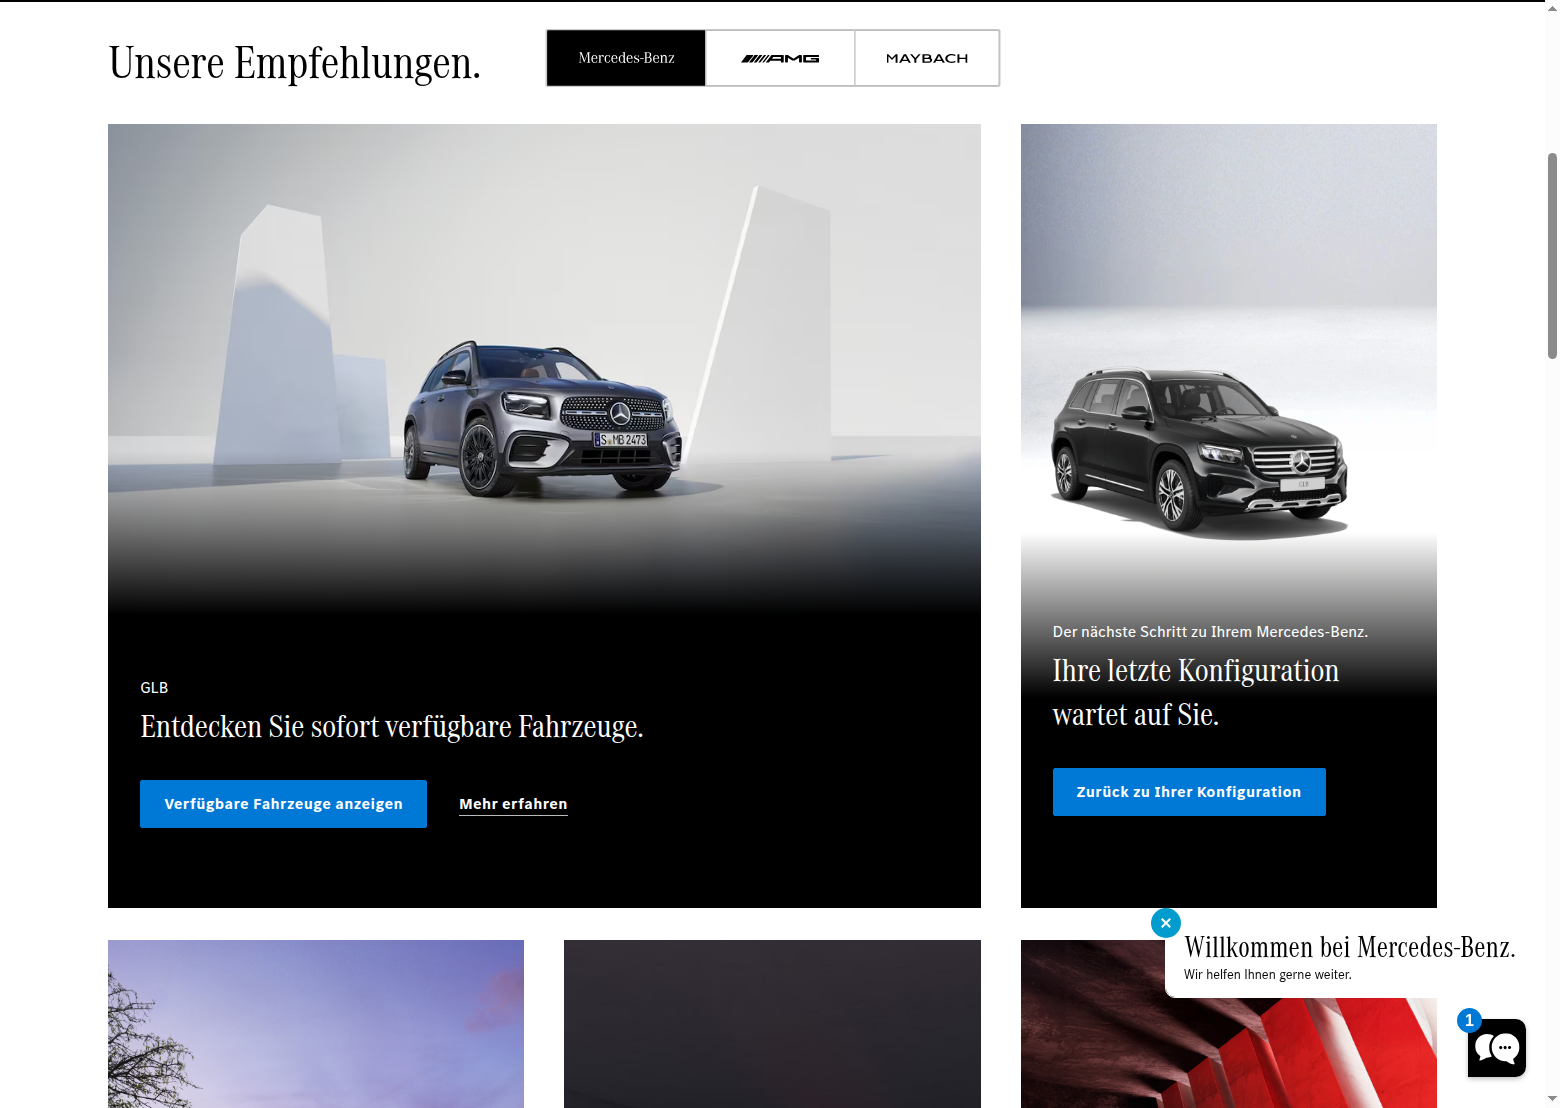 Unsere Empfehlungen.
Mercedes-Benz
AMG
MAYBACH
S MB 2473
GLB
Entdecken Sie sofort verfügbare Fahrzeuge.
Verfügbare Fahrzeuge anzeigen
Mehr erfahren
GLB
Der nächste Schritt zu Ihrem Mercedes-Benz.
Ihre letzte Konfiguration
wartet auf Sie.
Zurück zu Ihrer Konfiguration
Willkommen bei Mercedes-Benz.
Wir helfen Ihnen gerne weiter.
1